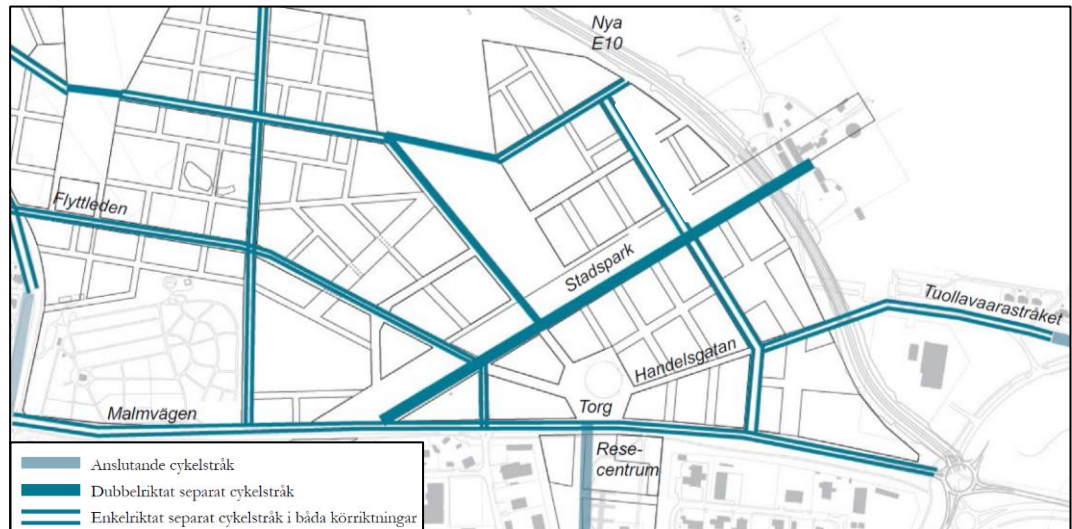 Nya
E10
Flyttleden
Stadspark
Tuollavaarastråket
Handelsgatan
Malmvägen
Torg
Rese-
centrum
Anslutande cykelstråk
Dubbelriktat separat cykelstråk
Enkelriktat separat cykelstråk i båda körriktningar